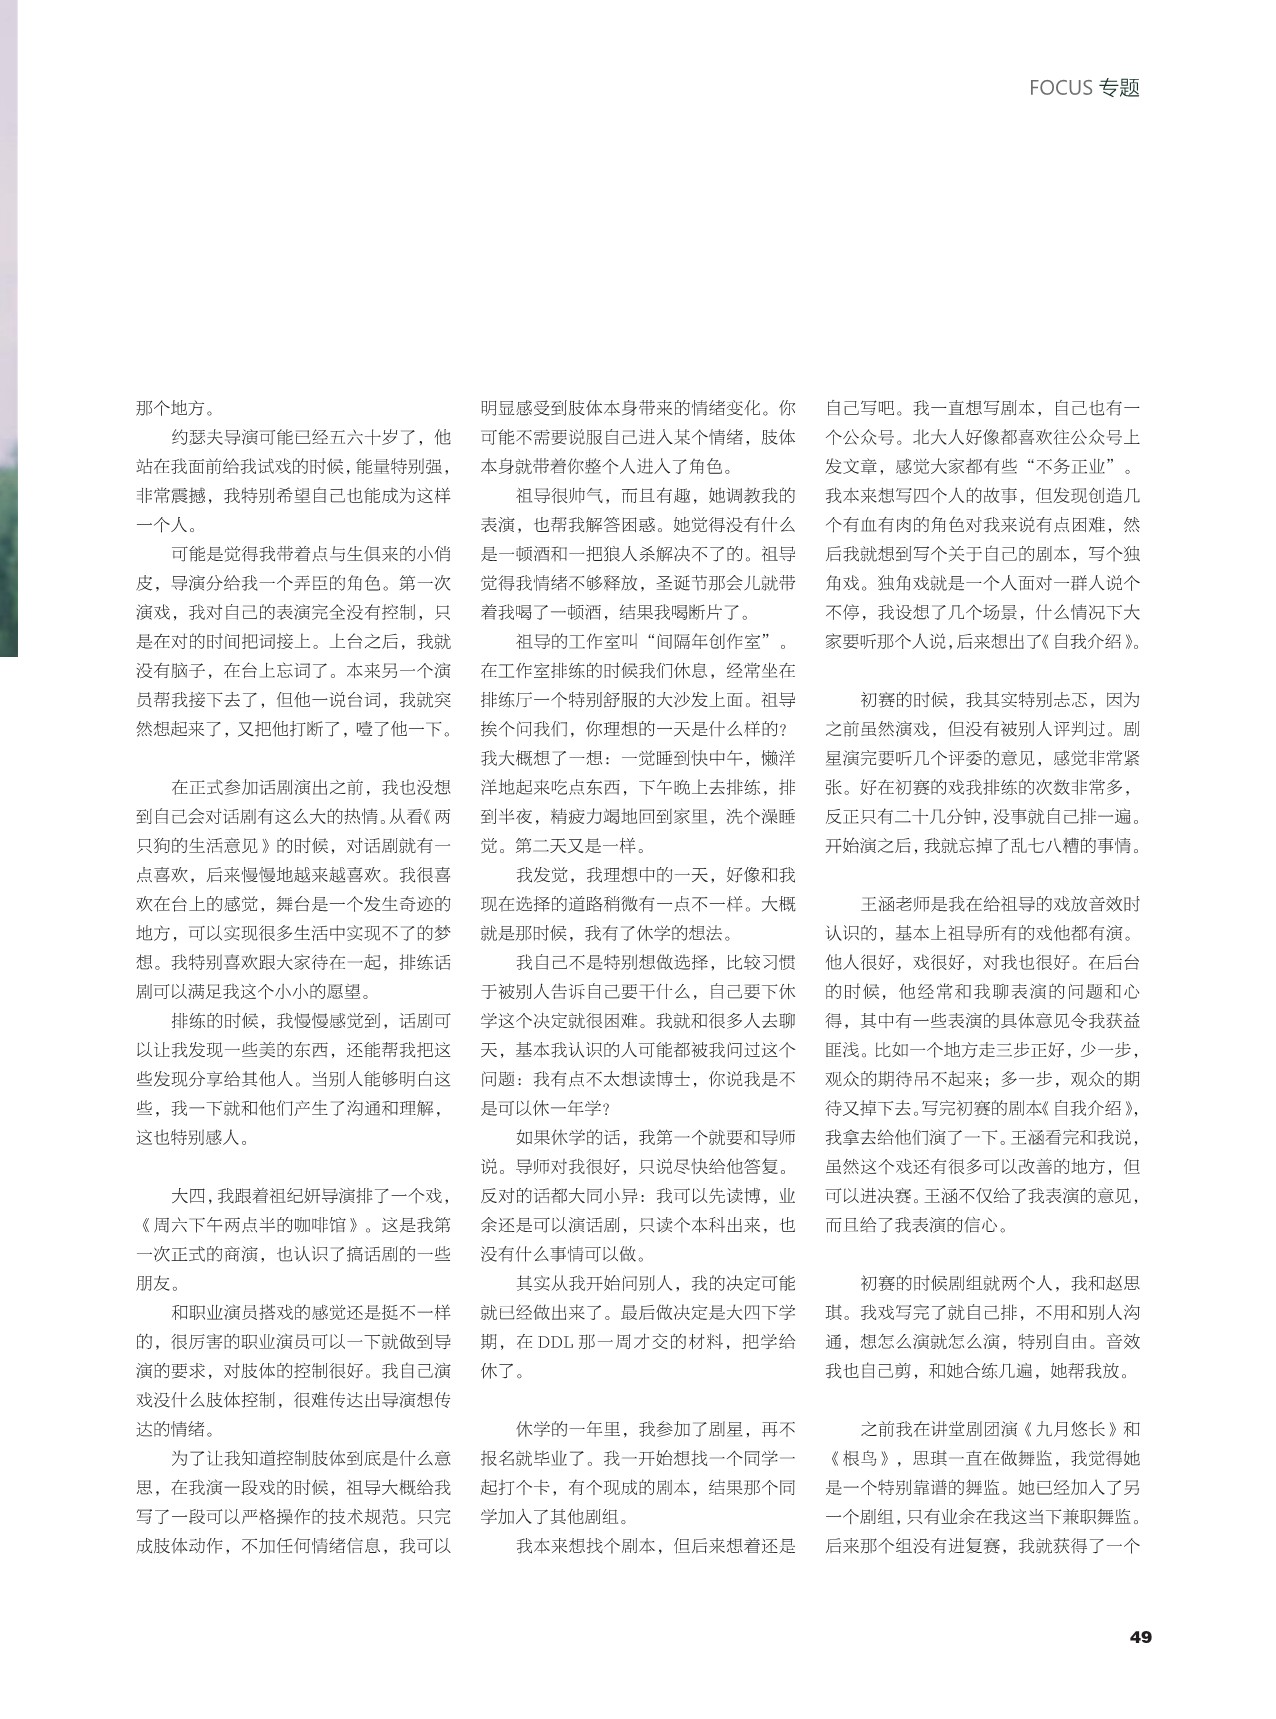 FOCUS 专题
那个地方。
约瑟夫导演可能已经五六十岁了，他
站在我面前给我试戏的时候，能量特别强，
非常震撼，我特别希望自己也能成为这样
一个人。
可能是觉得我带着点与生俱来的小俏
皮，导演分给我一个弄臣的角色。第一次
演戏，我对自己的表演完全没有控制，只
是在对的时间把词接上。上台之后，我就
没有脑子，在台上忘词了。本来另一个演
员帮我接下去了，但他一说台词，我就突
然想起来了，又把他打断了，噎了他一下。
在正式参加话剧演出之前，我也没想
到自己会对话剧有这么大的热情。从看《两
只狗的生活意见》的时候，对话剧就有一
点喜欢，后来慢慢地越来越喜欢。我很喜
欢在台上的感觉，舞台是一个发生奇迹的
地方，可以实现很多生活中实现不了的梦
想。我特别喜欢跟大家待在一起，排练话
剧可以满足我这个小小的愿望。
排练的时候，我慢慢感觉到，话剧可
以让我发现一些美的东西，还能帮我把这
些发现分享给其他人。当别人能够明白这
些，我一下就和他们产生了沟通和理解，
这也特别感人。
大四，我跟着祖纪妍导演排了一个戏，
《周六下午两点半的咖啡馆》。这是我第
一次正式的商演，也认识了搞话剧的一些
朋友。
和职业演员搭戏的感觉还是挺不一样
的，很厉害的职业演员可以一下就做到导
演的要求，对肢体的控制很好。我自己演
戏没什么肢体控制，很难传达出导演想传
达的情绪。
为了让我知道控制肢体到底是什么意
思，在我演一段戏的时候，祖导大概给我
写了一段可以严格操作的技术规范。只完
成肢体动作，不加任何情绪信息，我可以
明显感受到肢体本身带来的情绪变化。你
可能不需要说服自己进入某个情绪，肢体
本身就带着你整个人进入了角色。
祖导很帅气，而且有趣，她调教我的
表演，也帮我解答困惑。她觉得没有什么
是一顿酒和一把狼人杀解决不了的。祖导
觉得我情绪不够释放，圣诞节那会儿就带
着我喝了一顿酒，结果我喝断片了。
祖导的工作室叫“间隔年创作室”。
在工作室排练的时候我们休息，经常坐在
排练厅一个特别舒服的大沙发上面。祖导
挨个问我们，你理想的一天是什么样的？
我大概想了一想：一觉睡到快中午，懒洋
洋地起来吃点东西，下午晚上去排练，排
到半夜，精疲力竭地回到家里，洗个澡睡
觉。第二天又是一样。
我发觉，我理想中的一天，好像和我
现在选择的道路稍微有一点不一样。大概
就是那时候，我有了休学的想法。
我自己不是特别想做选择，比较习惯
于被别人告诉自己要干什么，自己要下休
学这个决定就很困难。我就和很多人去聊
天，基本我认识的人可能都被我问过这个
问题：我有点不太想读博士，你说我是不
是可以休一年学？
如果休学的话，我第一个就要和导师
说。导师对我很好，只说尽快给他答复。
反对的话都大同小异：我可以先读博，业
余还是可以演话剧，只读个本科出来，也
没有什么事情可以做。
其实从我开始问别人，我的决定可能
就已经做出来了。最后做决定是大四下学
期，在 DDL 那一周才交的材料，把学给
休了。
休学的一年里，我参加了剧星，再不
报名就毕业了。我一开始想找一个同学一
起打个卡，有个现成的剧本，结果那个同
学加入了其他剧组。
我本来想找个剧本，但后来想着还是
自己写吧。我一直想写剧本，自己也有一
个公众号。北大人好像都喜欢往公众号上
发文章，感觉大家都有些“不务正业”。
我本来想写四个人的故事，但发现创造几
个有血有肉的角色对我来说有点困难，然
后我就想到写个关于自己的剧本，写个独
角戏。独角戏就是一个人面对一群人说个
不停，我设想了几个场景，什么情况下大
家要听那个人说，后来想出了《自我介绍》。
初赛的时候，我其实特别忐忑，因为
之前虽然演戏，但没有被别人评判过。剧
星演完要听几个评委的意见，感觉非常紧
张。好在初赛的戏我排练的次数非常多，
反正只有二十几分钟，没事就自己排一遍。
开始演之后，我就忘掉了乱七八糟的事情。
王涵老师是我在给祖导的戏放音效时
认识的，基本上祖导所有的戏他都有演。
他人很好，戏很好，对我也很好。在后台
的时候，他经常和我聊表演的问题和心
得，其中有一些表演的具体意见令我获益
匪浅。比如一个地方走三步正好，少一步，
观众的期待吊不起来；多一步，观众的期
待又掉下去。写完初赛的剧本《自我介绍》，
我拿去给他们演了一下。王涵看完和我说，
虽然这个戏还有很多可以改善的地方，但
可以进决赛。王涵不仅给了我表演的意见，
而且给了我表演的信心。
初赛的时候剧组就两个人，我和赵思
琪。我戏写完了就自己排，不用和别人沟
通，想怎么演就怎么演，特别自由。音效
我也自己剪，和她合练几遍，她帮我放。
之前我在讲堂剧团演《九月悠长》和
《根鸟》，思琪一直在做舞监，我觉得她
是一个特别靠谱的舞监。她已经加入了另
一个剧组，只有业余在我这当下兼职舞监。
后来那个组没有进复赛，我就获得了一个
49